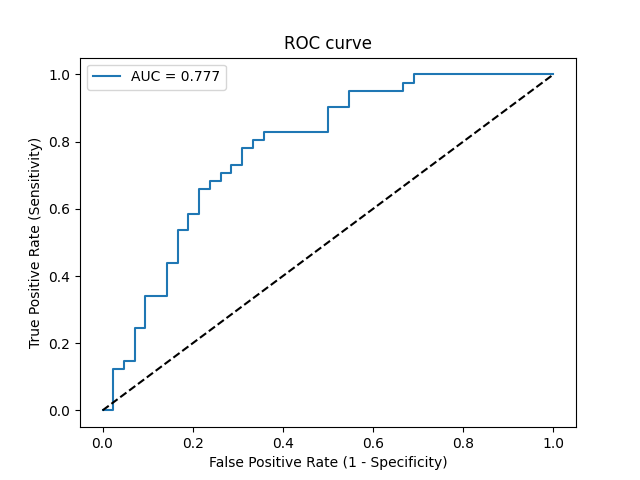 ROC curve
AUC = 0.777
1.0
0.8
0.6
0.4
0.2
0.0
True Positive Rate (Sensitivity)
0.0 0.2 0.4 0.6 0.8 1.0
False Positive Rate (1 - Specificity)